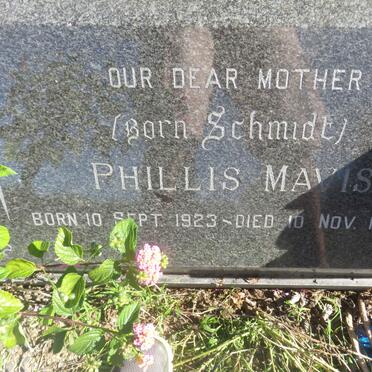 OUR DEAR MOTHER
(Born Schmidt)
PHILLIS MAVIS
BORN 10 SEPT. 1923~DIED 10 NOV.